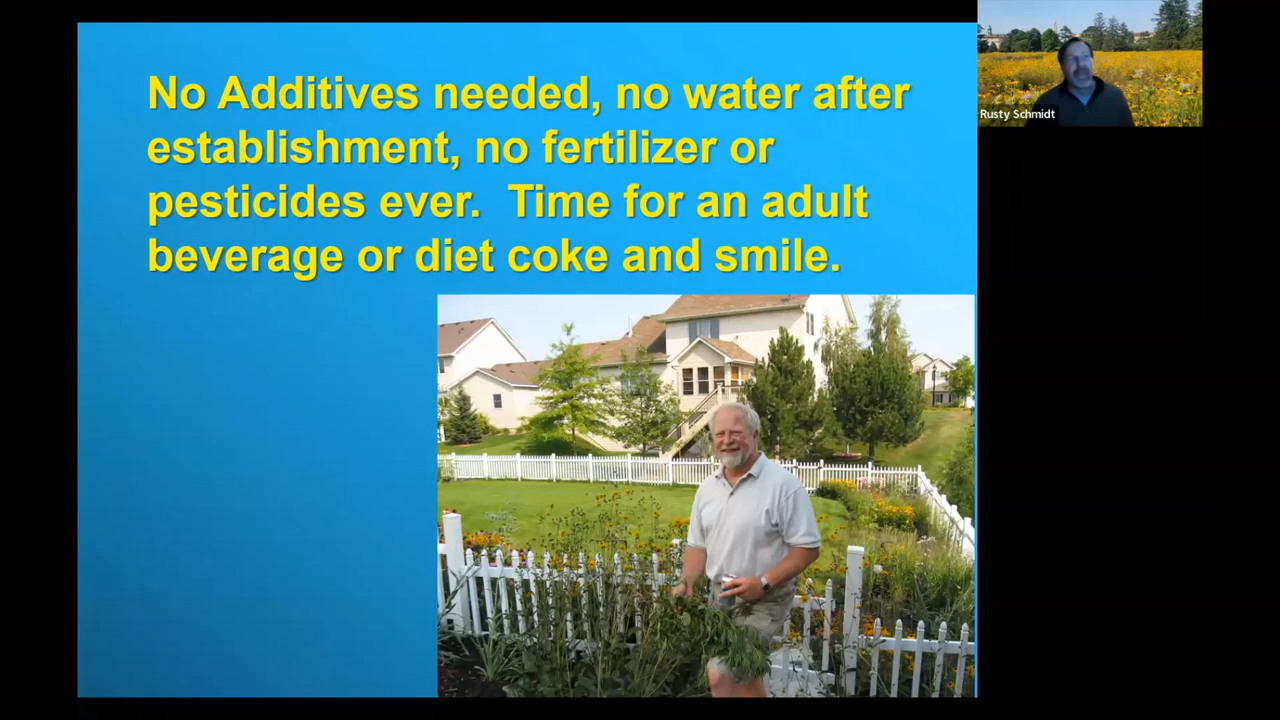 No Additives needed, no water after
establishment, no fertilizer or
pesticides ever.  Time for an adult
beverage or diet coke and smile.
Rusty Schmidt